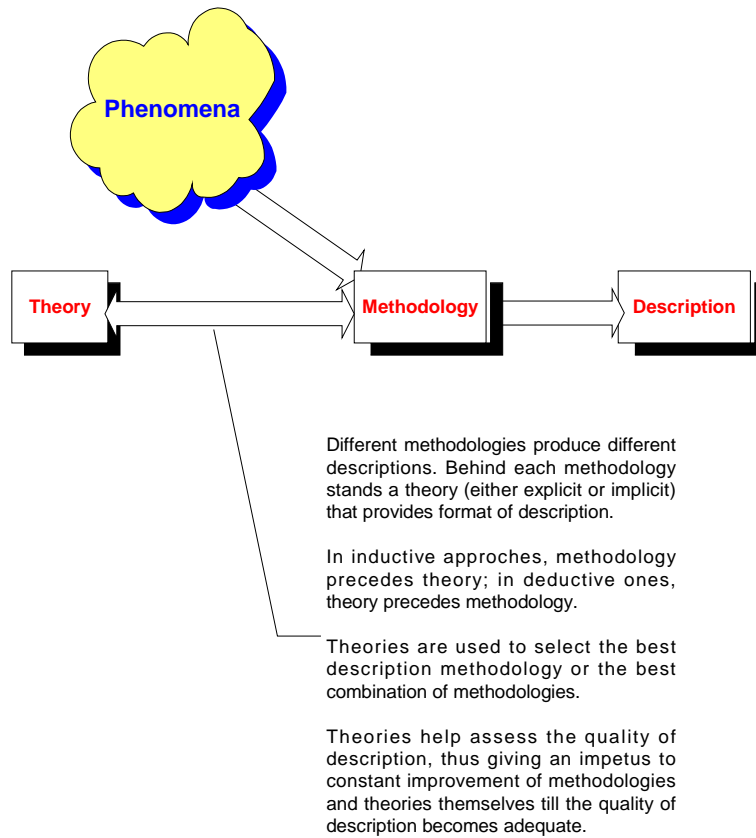 Phenomena
Theory
Methodology
Description
Different methodologies produce different
descriptions. Behind each methodology
stands a theory (either explicit or implicit)
that provides format of description.
In inductive approches, methodology
precedes theory; in deductive ones,
theory precedes methodology.
Theories are used to select the best
description methodology or the best
combination of methodologies.
Theories help assess the quality of
description, thus giving an impetus to
constant improvement of methodologies
and theories themselves till the quality of
description becomes adequate.